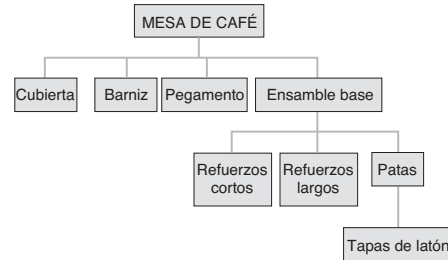 MESA DE CAFÉ
Cubierta
Barniz
Pegamento
Ensamble base
Refuerzos
cortos
Refuerzos
largos
Patas
Tapas de latón